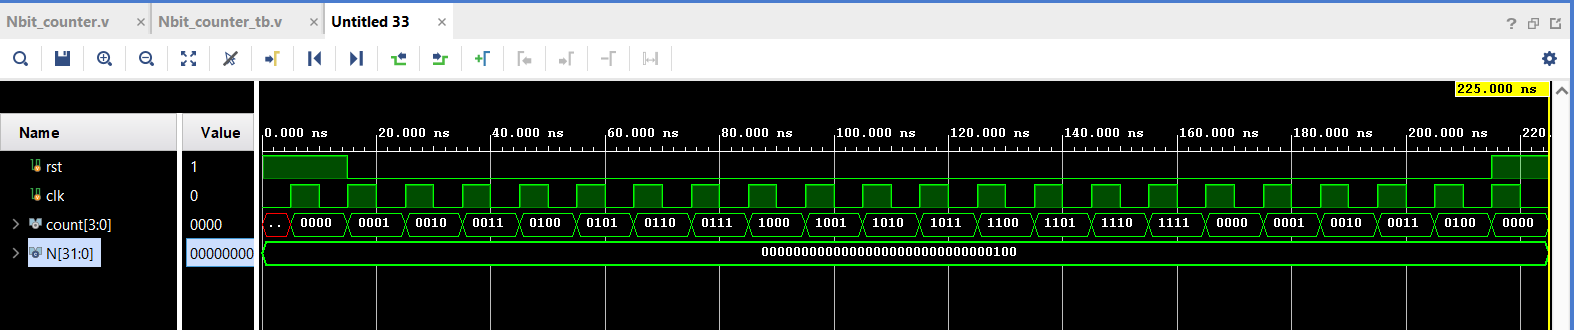 Nbit_counter.v × Nbit_counter_tb.v × Untitled 33 ×
?
225.000 ns
Name Value 0.000 ns 20.000 ns 40.000 ns 60.000 ns 80.000 ns 100.000 ns 120.000 ns 140.000 ns 160.000 ns 180.000 ns 200.000 ns 220.
rst 1
clk 0
count[3:0] 0000 .. 0000 0001 0010 0011 0100 0101 0110 0111 1000 1001 1010 1011 1100 1101 1110 1111 0000 0001 0010 0011 0100 0000
N[31:0] 00000000 00000000000000000000000000000100